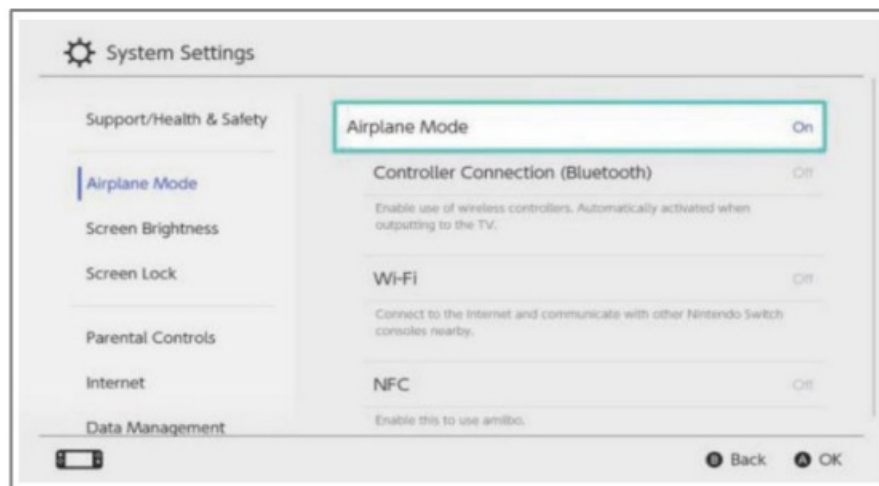 System Settings
Support/Health & Safety
Airplane Mode
Screen Brightness
Screen Lock
Parental Controls
Internet
Data Management
Airplane Mode On
Controller Connection (Bluetooth) Off
Enable use of wireless controllers. Automatically activated when
outputting to the TV.
Wi-Fi Off
Connect to the Internet and communicate with other Nintendo Switch
consoles nearby.
NFC Off
Enable this to use amiibo.
B Back A OK